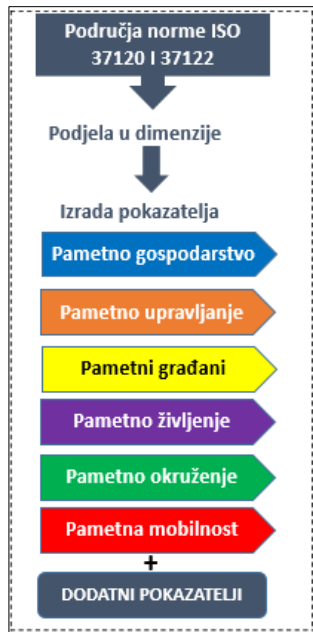 Područja norme ISO
37120 I 37122
Podjela u dimenzije
Izrada pokazatelja
Pametno gospodarstvo
Pametno upravljanje
Pametni građani
Pametno življenje
Pametno okruženje
Pametna mobilnost
+
DODATNI POKAZATELJI